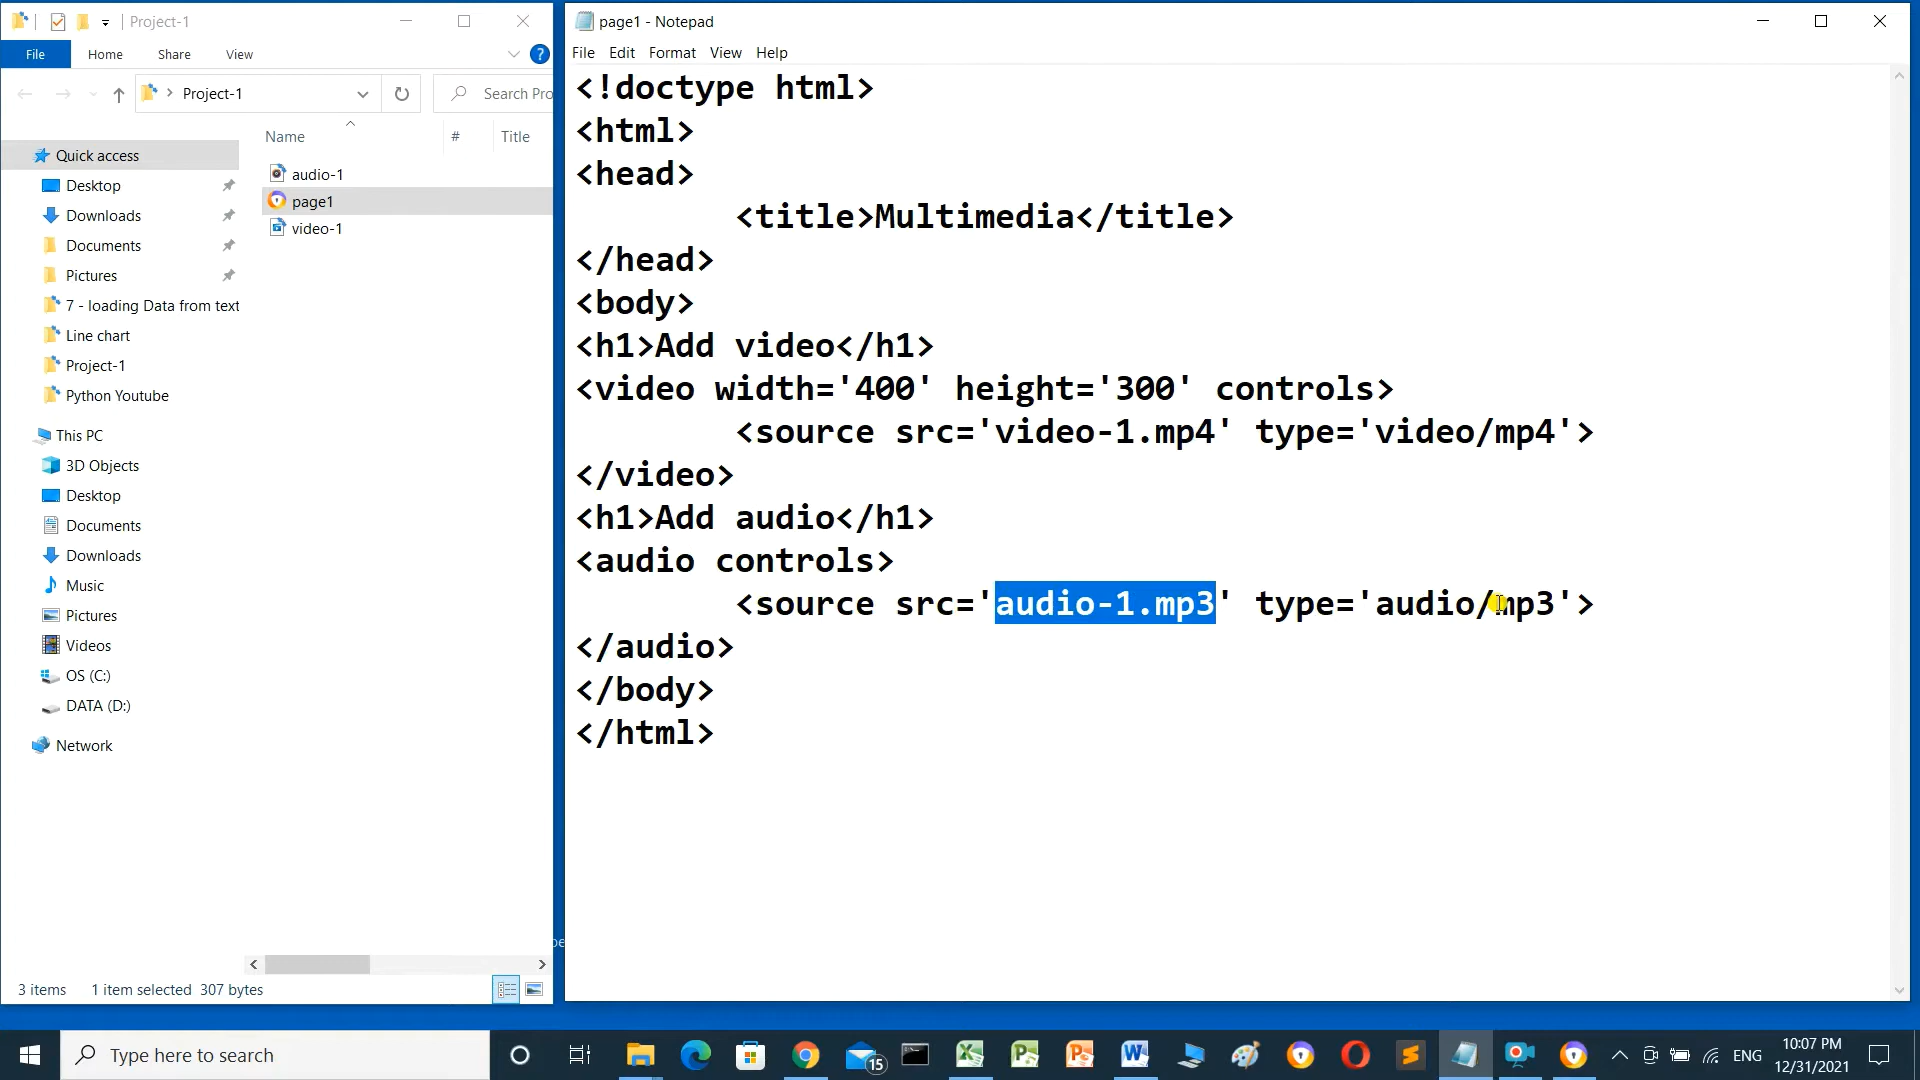 Project-1
File Home Share View ?
Project-1
Search Pro
Name # Title
Quick access
Desktop
Downloads
Documents
Pictures
7 - loading Data from text
Line chart
Project-1
Python Youtube
This PC
3D Objects
Desktop
Documents
Downloads
Music
Pictures
Videos
OS (C:)
DATA (D:)
Network
audio-1
page1
video-1
3 items 1 item selected 307 bytes
page1 - Notepad
File Edit Format View Help
<!doctype html>
<html>
<head>
<title>Multimedia</title>
</head>
<body>
<h1>Add video</h1>
<video width='400' height='300' controls>
<source src='video-1.mp4' type='video/mp4'>
</video>
<h1>Add audio</h1>
<audio controls>
<source src='audio-1.mp3' type='audio/mp3'>
</audio>
</body>
</html>
Type here to search
15
ENG
10:07 PM
12/31/2021